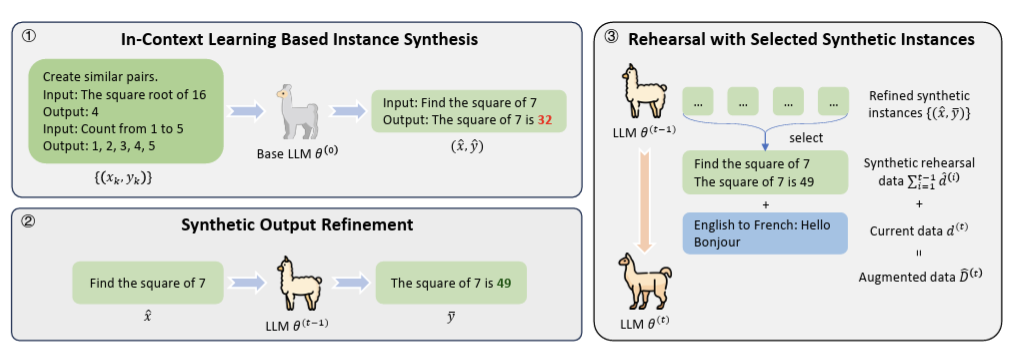 ① In-Context Learning Based Instance Synthesis
Create similar pairs.
Input: The square root of 16
Output: 4
Input: Count from 1 to 5
Output: 1, 2, 3, 4, 5
{(xₖ, yₖ)}
Base LLM θ⁽⁰⁾
Input: Find the square of 7
Output: The square of 7 is 32
(x̂, ŷ)
② Synthetic Output Refinement
Find the square of 7
x̂
LLM θ⁽ᵗ⁻¹⁾
The square of 7 is 49
ȳ
③ Rehearsal with Selected Synthetic Instances
LLM θ⁽ᵗ⁻¹⁾
... ... ... ...
Refined synthetic
instances {(x̂, ȳ)}
select
Find the square of 7
The square of 7 is 49
Synthetic rehearsal
data ∑ᵢ₌₁ᵗ⁻¹ d̂⁽ⁱ⁾
+
+
English to French: Hello
Bonjour
Current data d⁽ᵗ⁾
=
Augmented data D̂⁽ᵗ⁾
LLM θ⁽ᵗ⁾